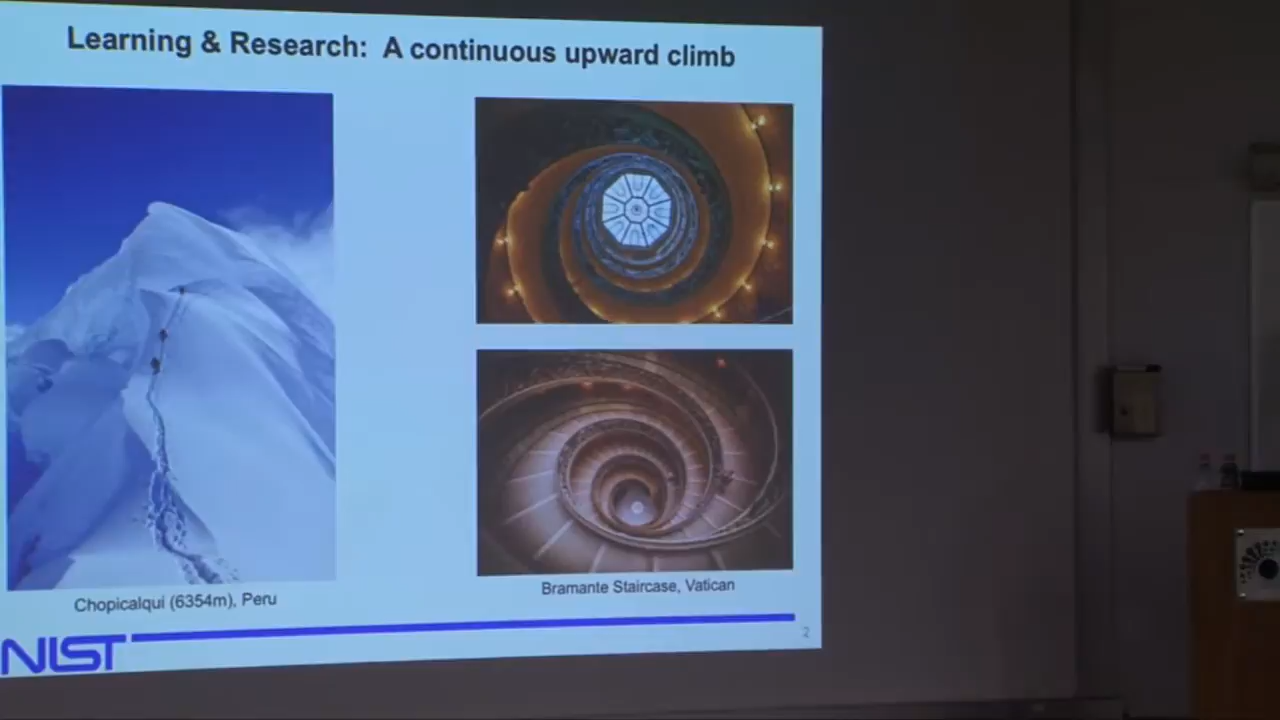 Learning & Research: A continuous upward climb
Chopicalqui (6354m), Peru
Bramante Staircase, Vatican
NIST
2